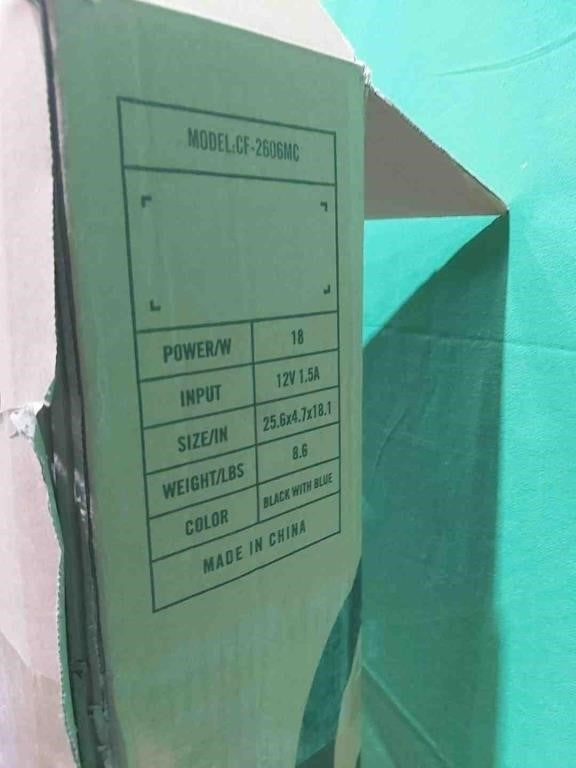 MODEL:CF-2606MC
POWER/W 18
INPUT 12V 1.5A
SIZE/IN 25.6x4.7x18.1
WEIGHT/LBS 8.6
COLOR BLACK WITH BLUE
MADE IN CHINA